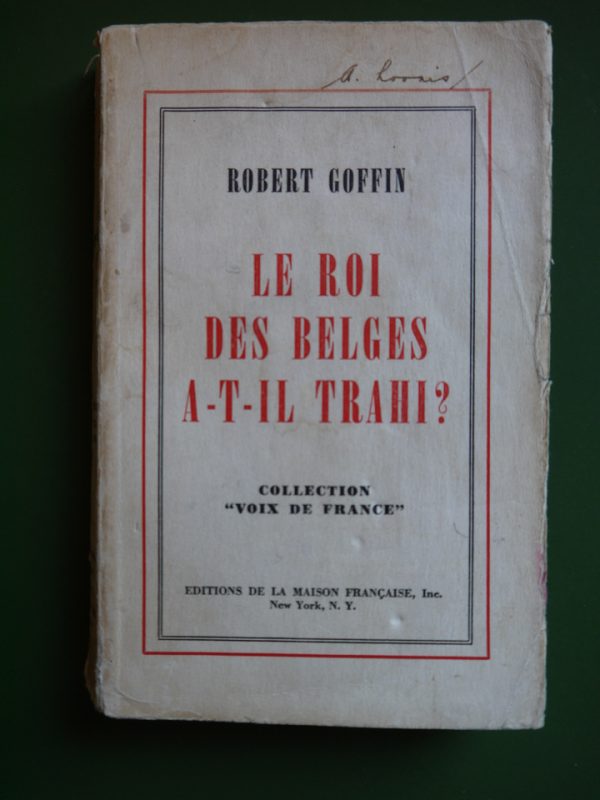 ROBERT GOFFIN
LE ROI
DES BELGES
A-T-IL TRAHI?
COLLECTION
"VOIX DE FRANCE"
EDITIONS DE LA MAISON FRANÇAISE, Inc.
New York, N. Y.